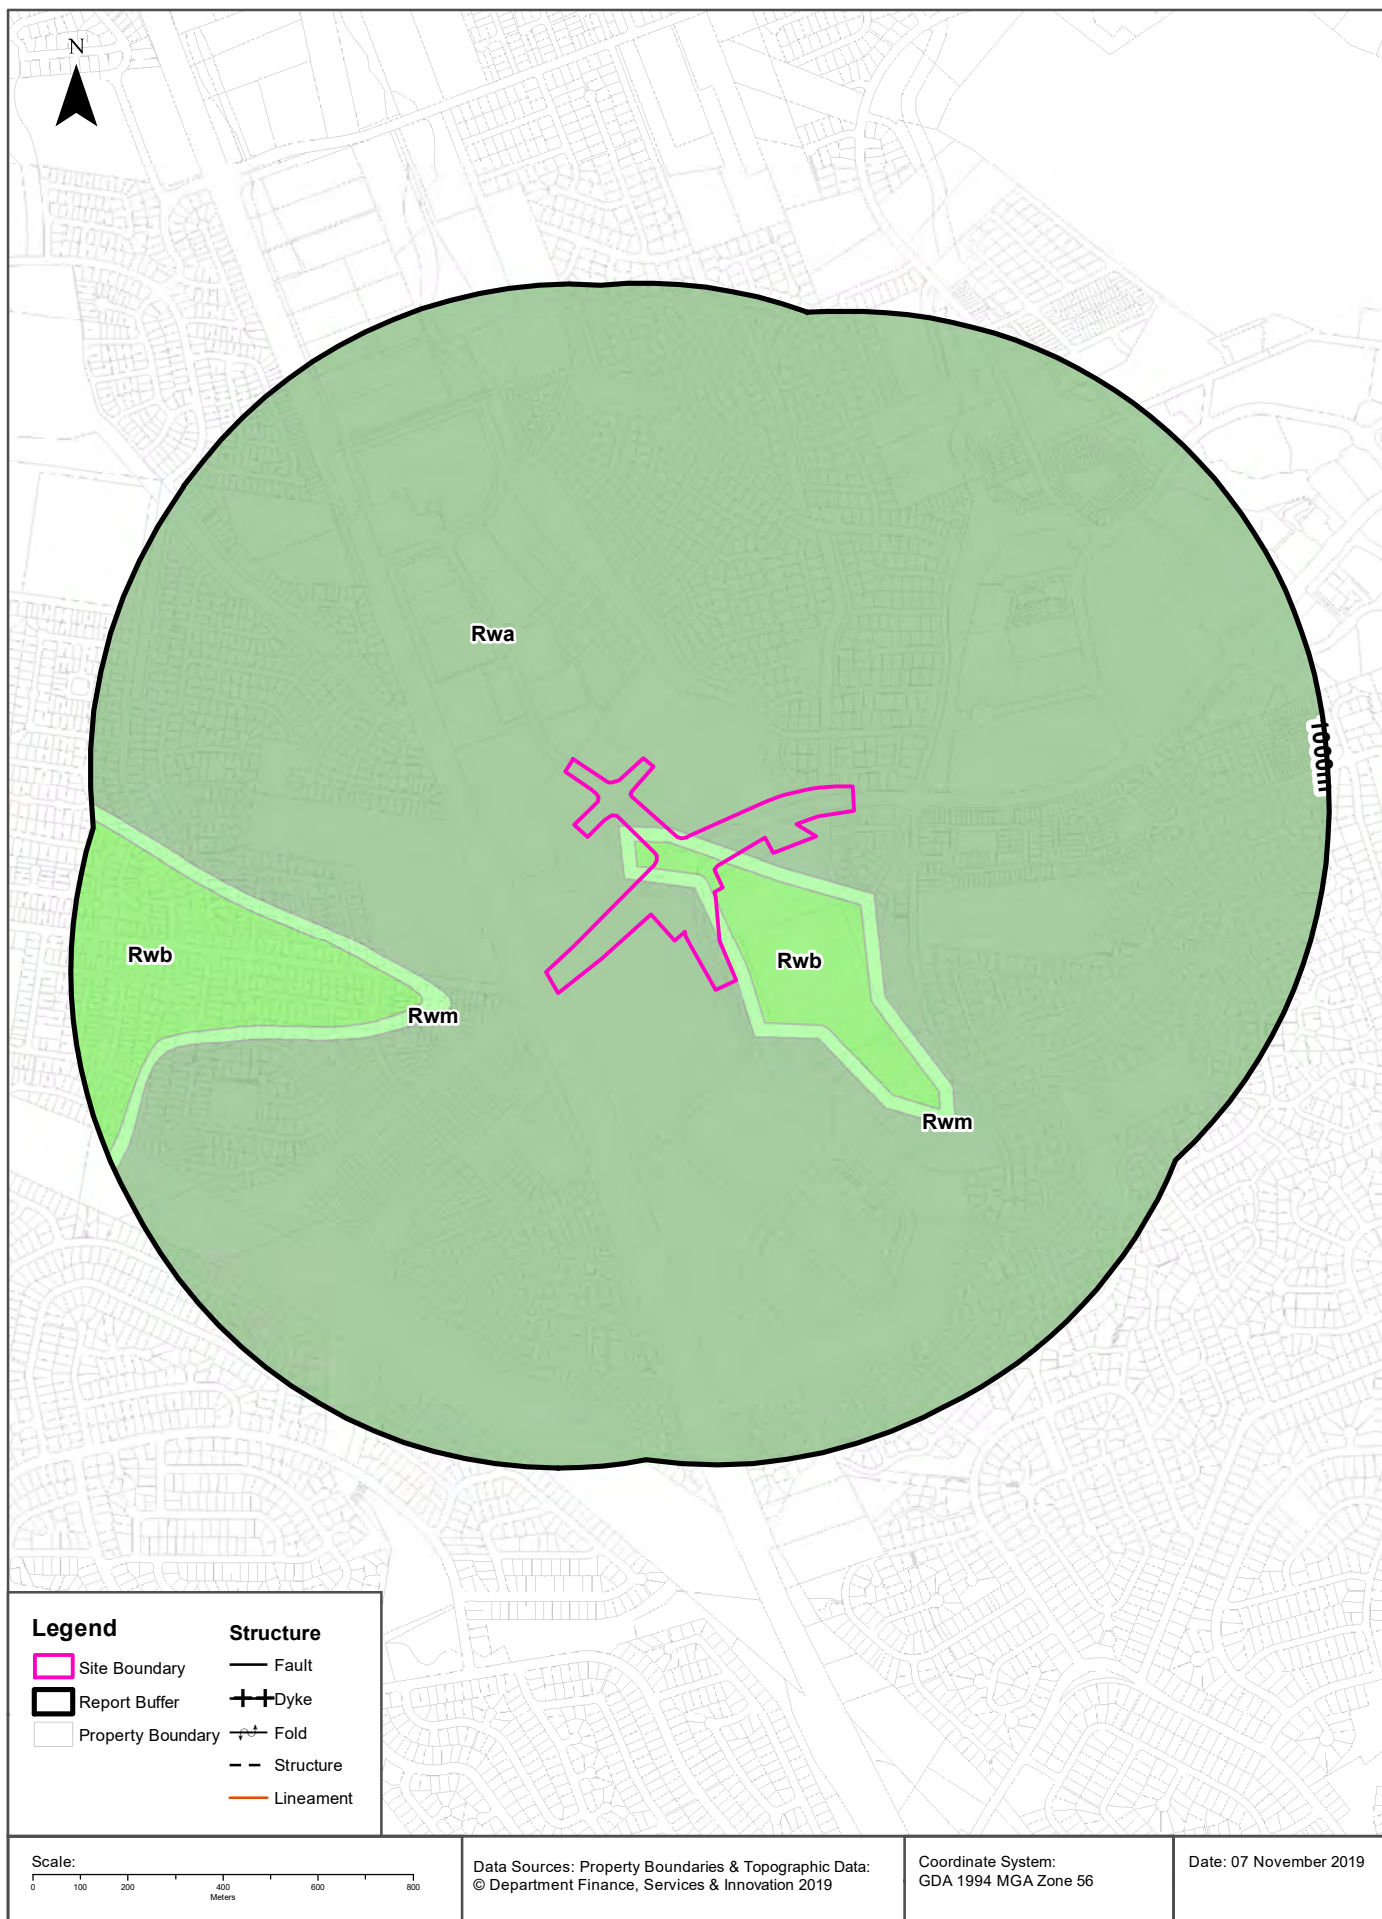 N
Rwa
1000m
Rwb
Rwb
Rwm
Rwm
Legend
Site Boundary
Report Buffer
Property Boundary
Structure
Fault
Dyke
Fold
Structure
Lineament
Scale:
0 100 200 400 600 800
Meters
Data Sources: Property Boundaries & Topographic Data:
© Department Finance, Services & Innovation 2019
Coordinate System:
GDA 1994 MGA Zone 56
Date: 07 November 2019